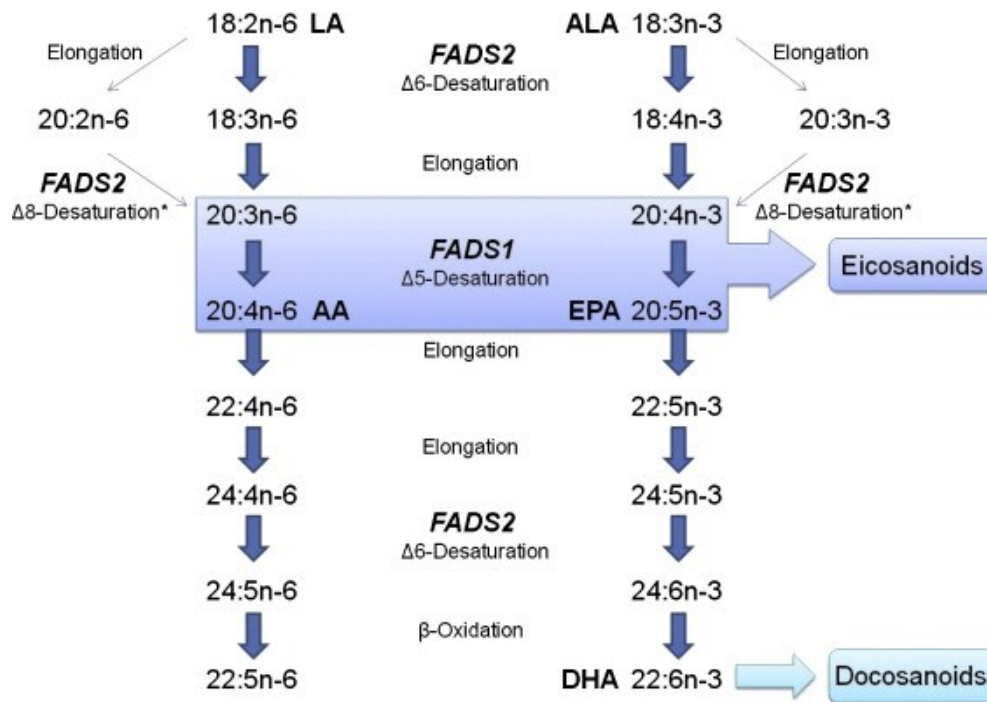 18:2n-6 LA
ALA 18:3n-3
Elongation
FADS2
Δ6-Desaturation
Elongation
20:2n-6
18:3n-6
18:4n-3
20:3n-3
FADS2
Δ8-Desaturation*
Elongation
FADS2
Δ8-Desaturation*
20:3n-6
20:4n-3
FADS1
Δ5-Desaturation
Eicosanoids
20:4n-6 AA
EPA 20:5n-3
Elongation
22:4n-6
22:5n-3
Elongation
24:4n-6
24:5n-3
FADS2
Δ6-Desaturation
24:5n-6
24:6n-3
β-Oxidation
22:5n-6
DHA 22:6n-3
Docosanoids